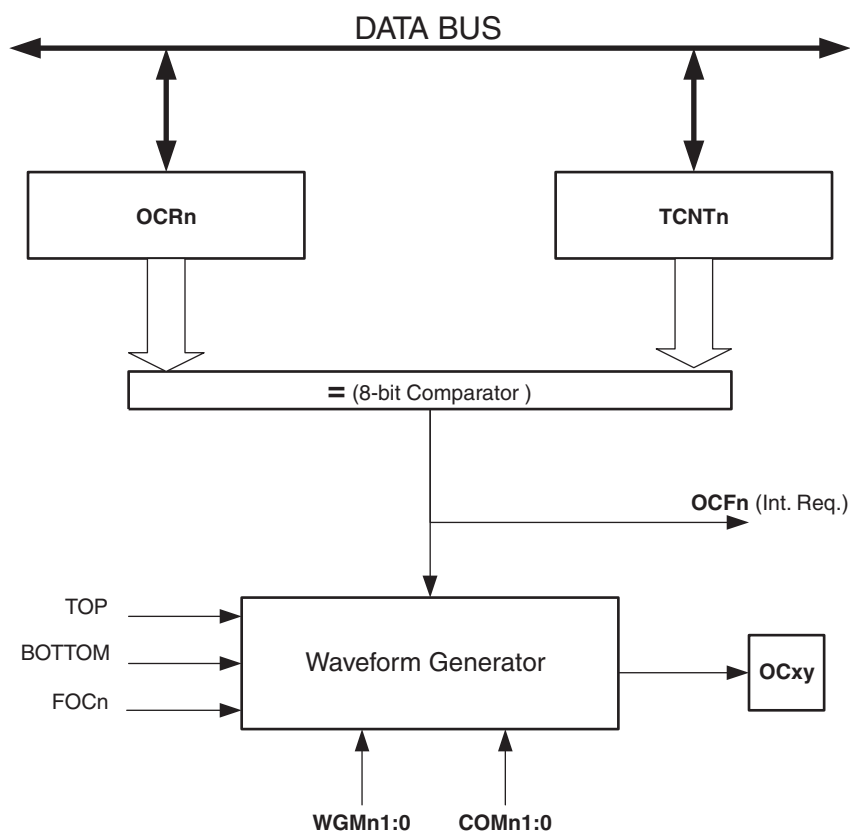 DATA BUS
OCRn
TCNTn
= (8-bit Comparator )
OCFn (Int. Req.)
TOP
BOTTOM
FOCn
Waveform Generator
OCxy
WGMn1:0
COMn1:0